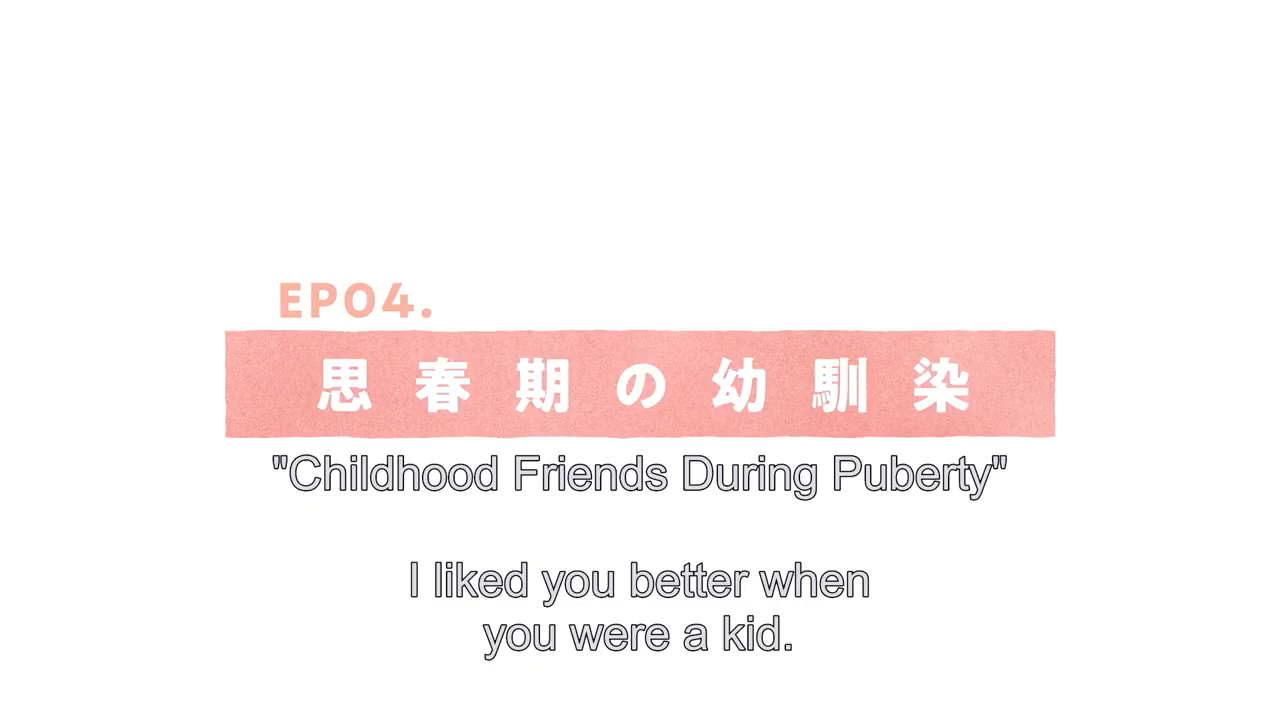 EP04.
思春期の幼馴染
"Childhood Friends During Puberty"
I liked you better when
you were a kid.